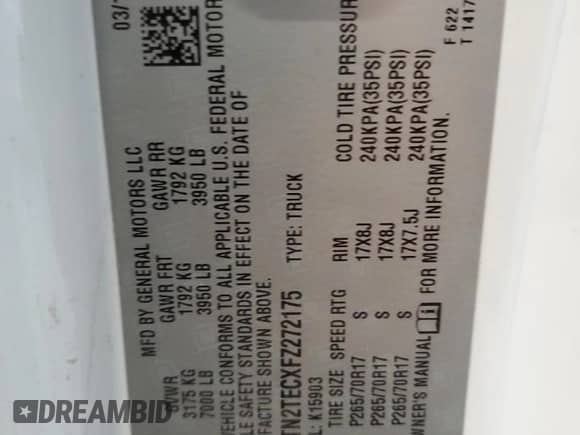 03/
MFD BY GENERAL MOTORS LLC
GVWR GAWR FRT GAWR RR
3175 KG 1792 KG 1792 KG
7000 LB 3950 LB 3950 LB
VEHICLE CONFORMS TO ALL APPLICABLE U.S. FEDERAL MOTOR
LE SAFETY STANDARDS IN EFFECT ON THE DATE OF
FACTURE SHOWN ABOVE.
TN2TECXFZ272175 TYPE: TRUCK
L: K15903
TIRE SIZE SPEED RTG RIM COLD TIRE PRESSUR
P265/70R17 S 17X8J 240KPA(35PSI)
P265/70R17 S 17X8J 240KPA(35PSI)
P265/70R17 S 17X7.5J 240KPA(35PSI)
WNER'S MANUAL FOR MORE INFORMATION.
F 622
T 1417
DREAMBID